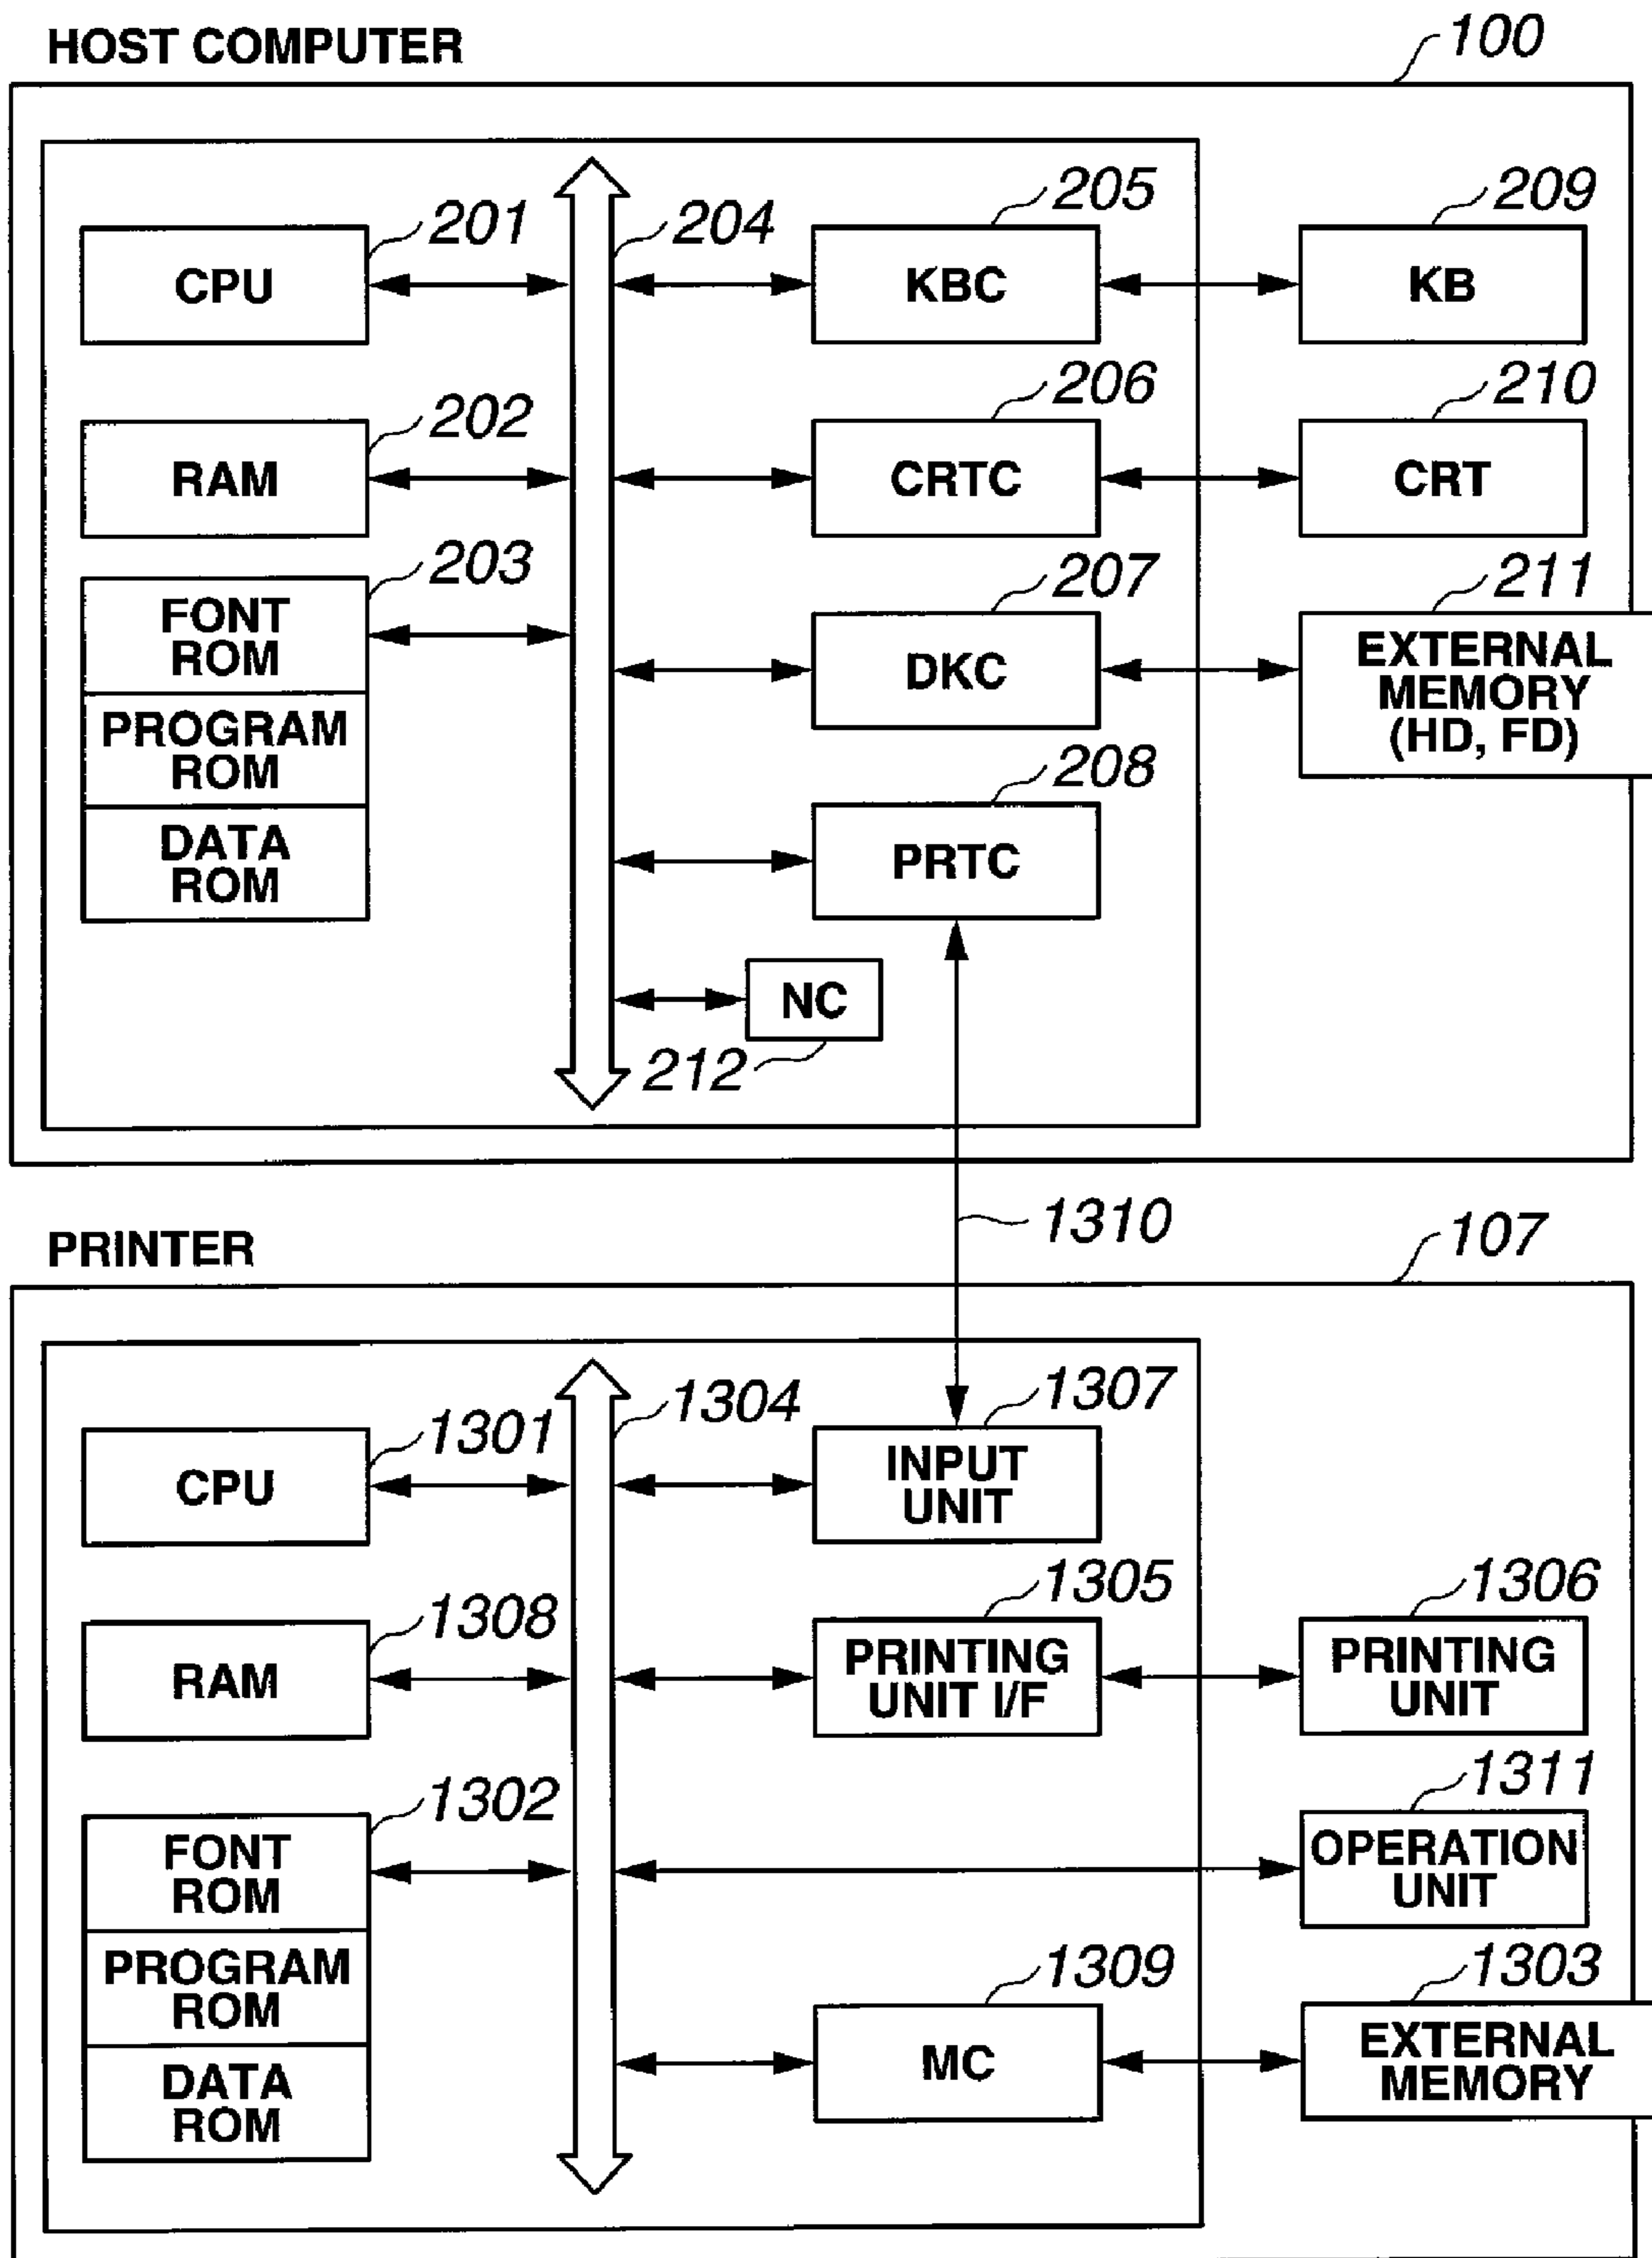 HOST COMPUTER
100
201
204
205
209
CPU
KBC
KB
202
206
210
RAM
CRTC
CRT
203
207
211
FONT
ROM
DKC
EXTERNAL
MEMORY
(HD, FD)
PROGRAM
ROM
208
DATA
ROM
PRTC
NC
212
1310
PRINTER
107
1301
1304
1307
CPU
INPUT
UNIT
1308
1305
1306
RAM
PRINTING
UNIT I/F
PRINTING
UNIT
1302
1311
FONT
ROM
OPERATION
UNIT
PROGRAM
ROM
1309
1303
DATA
ROM
MC
EXTERNAL
MEMORY